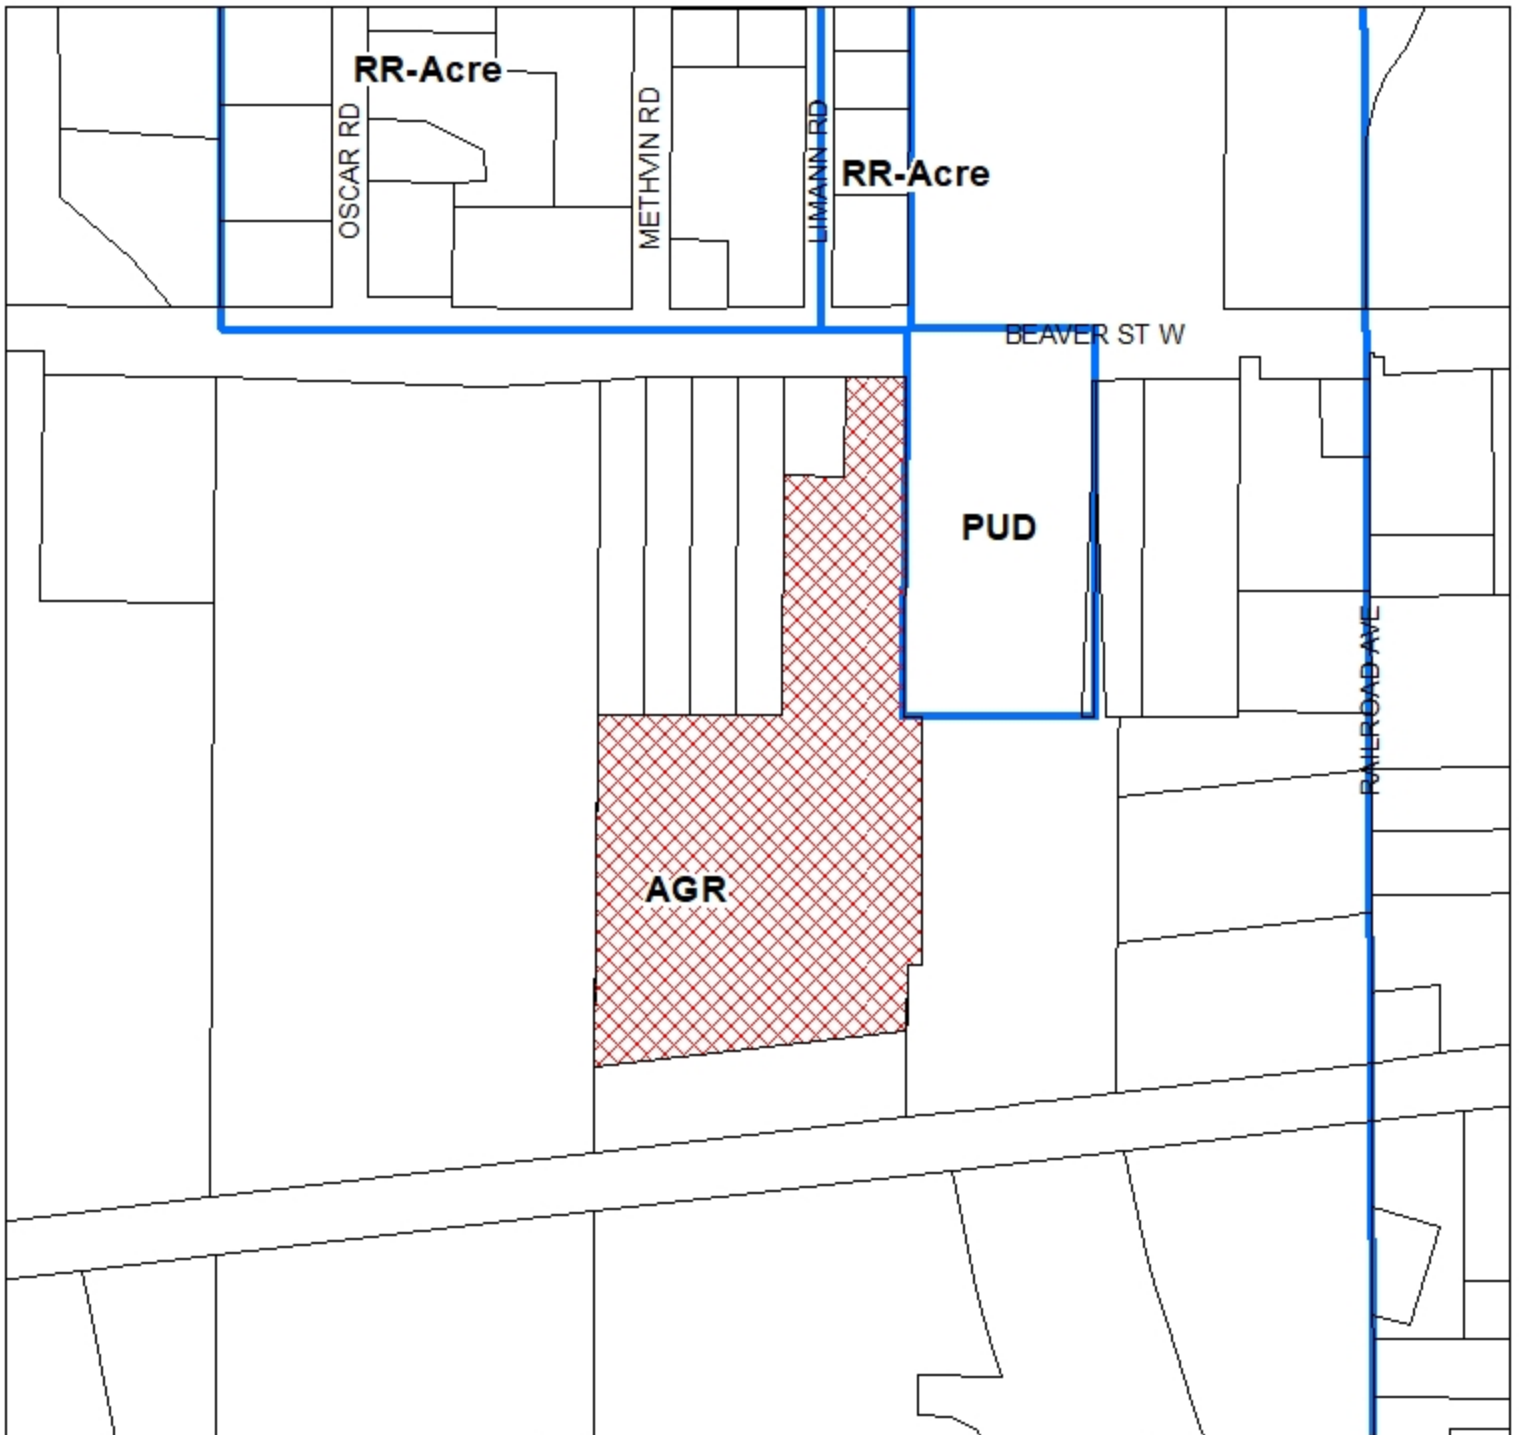 RR-Acre
OSCAR RD
METHVIN RD
LIMANN RD
RR-Acre
BEAVER ST W
PUD
RAILROAD AVE
AGR